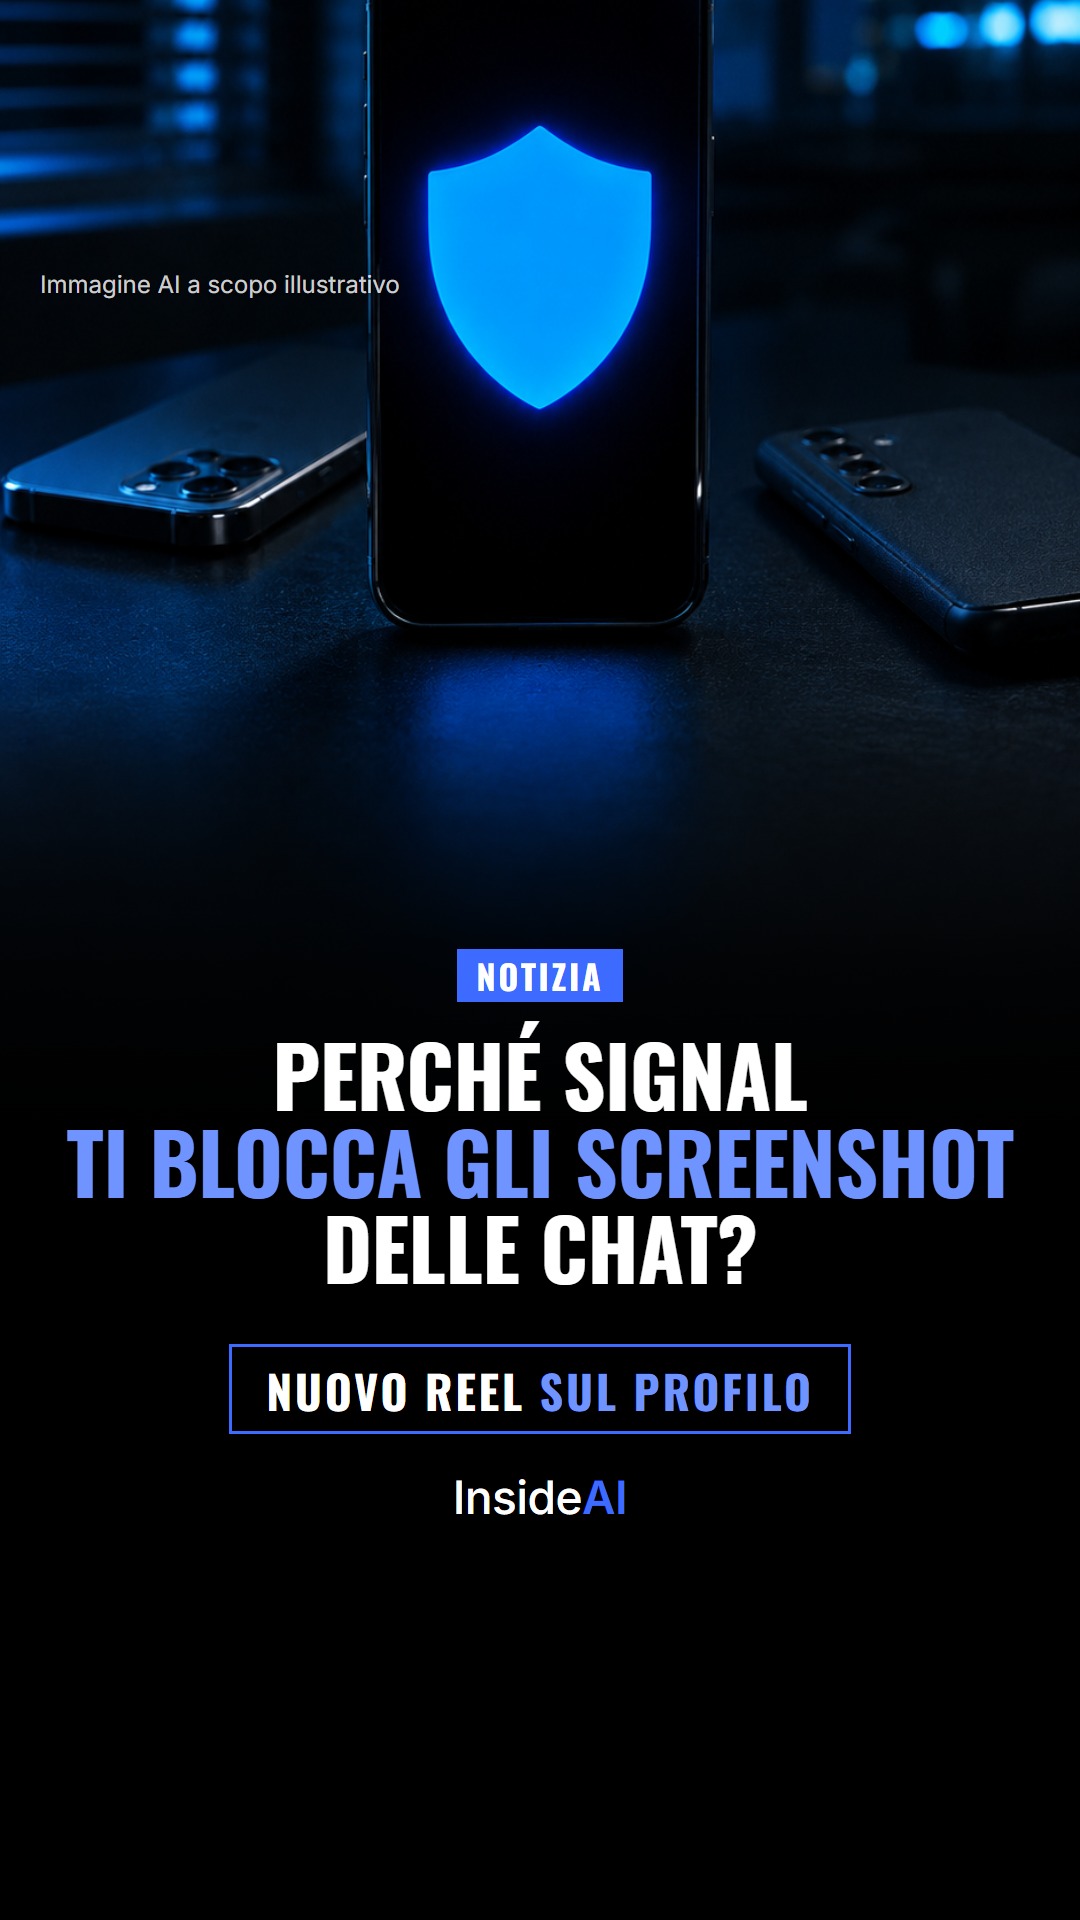 Immagine AI a scopo illustrativo
NOTIZIA
PERCHÉ SIGNAL
TI BLOCCA GLI SCREENSHOT
DELLE CHAT?
NUOVO REEL SUL PROFILO
InsideAI